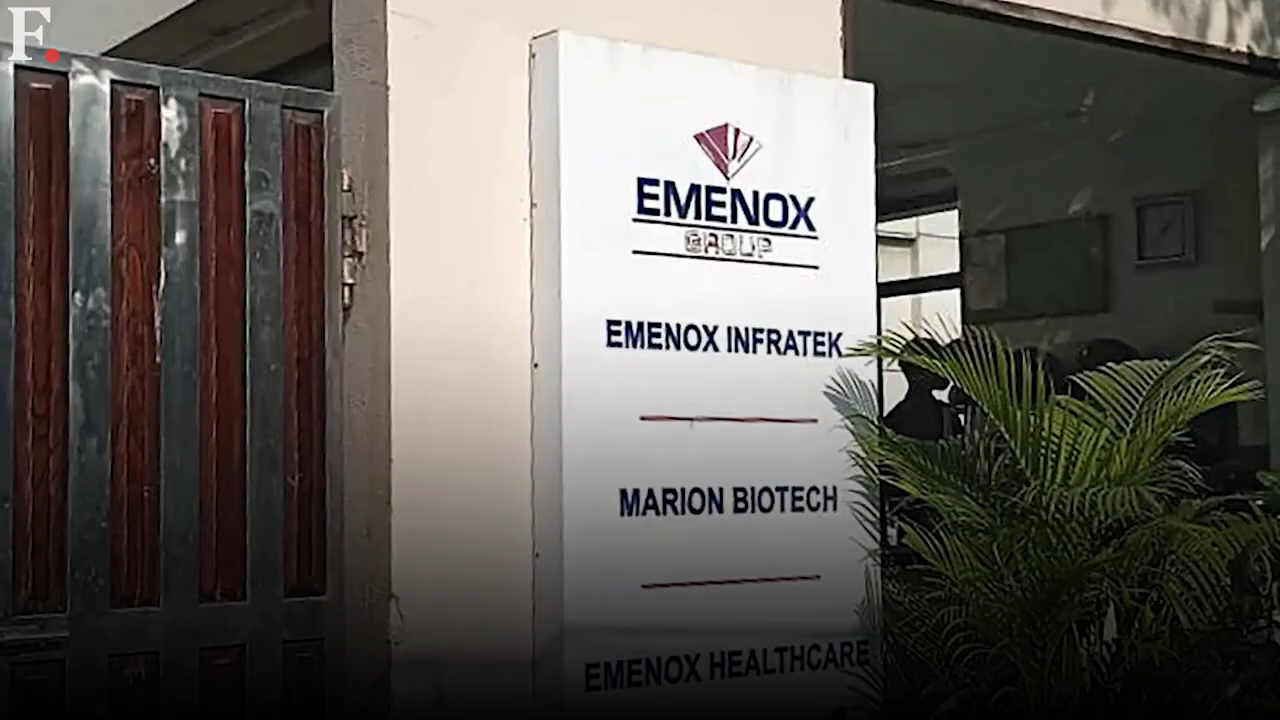 F.
EMENOX
GROUP
EMENOX INFRATEK
MARION BIOTECH
EMENOX HEALTHCARE